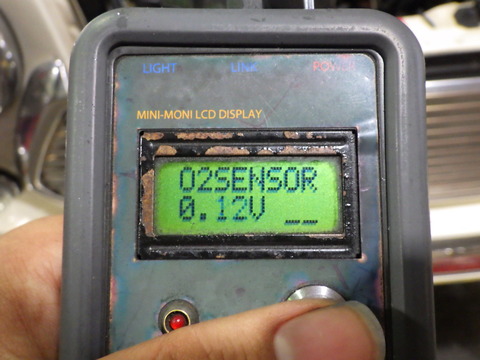 LIGHT LINK POWER
MINI-MONI LCD DISPLAY
O2SENSOR
0.12V __